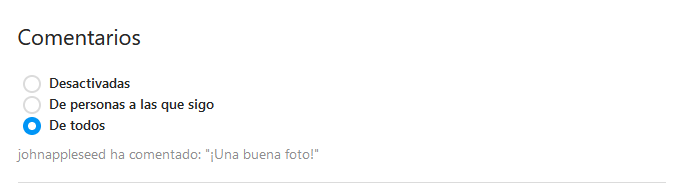 Comentarios
Desactivadas
De personas a las que sigo
De todos
johnappleseed ha comentado: "¡Una buena foto!"